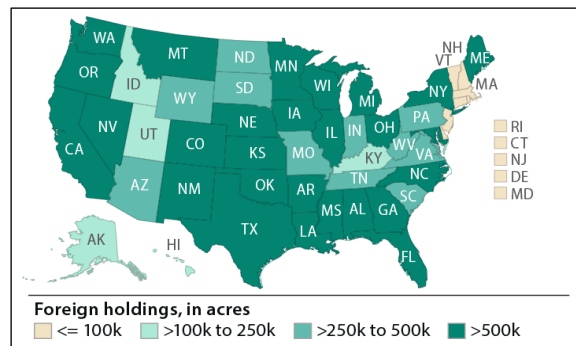 NH
WA
VT
ME
MT
ND
MN
OR
MA
ID
SD
WI
NY
WY
MI
RI
IA
PA
NE
CT
NV
OH
IL
IN
NJ
UT
CO
WV
DE
CA
KS
MO
VA
KY
MD
NC
TN
AZ
OK
NM
AR
SC
MS
AL
GA
AK
HI
TX
LA
FL
Foreign holdings, in acres
<= 100k >100k to 250k >250k to 500k >500k